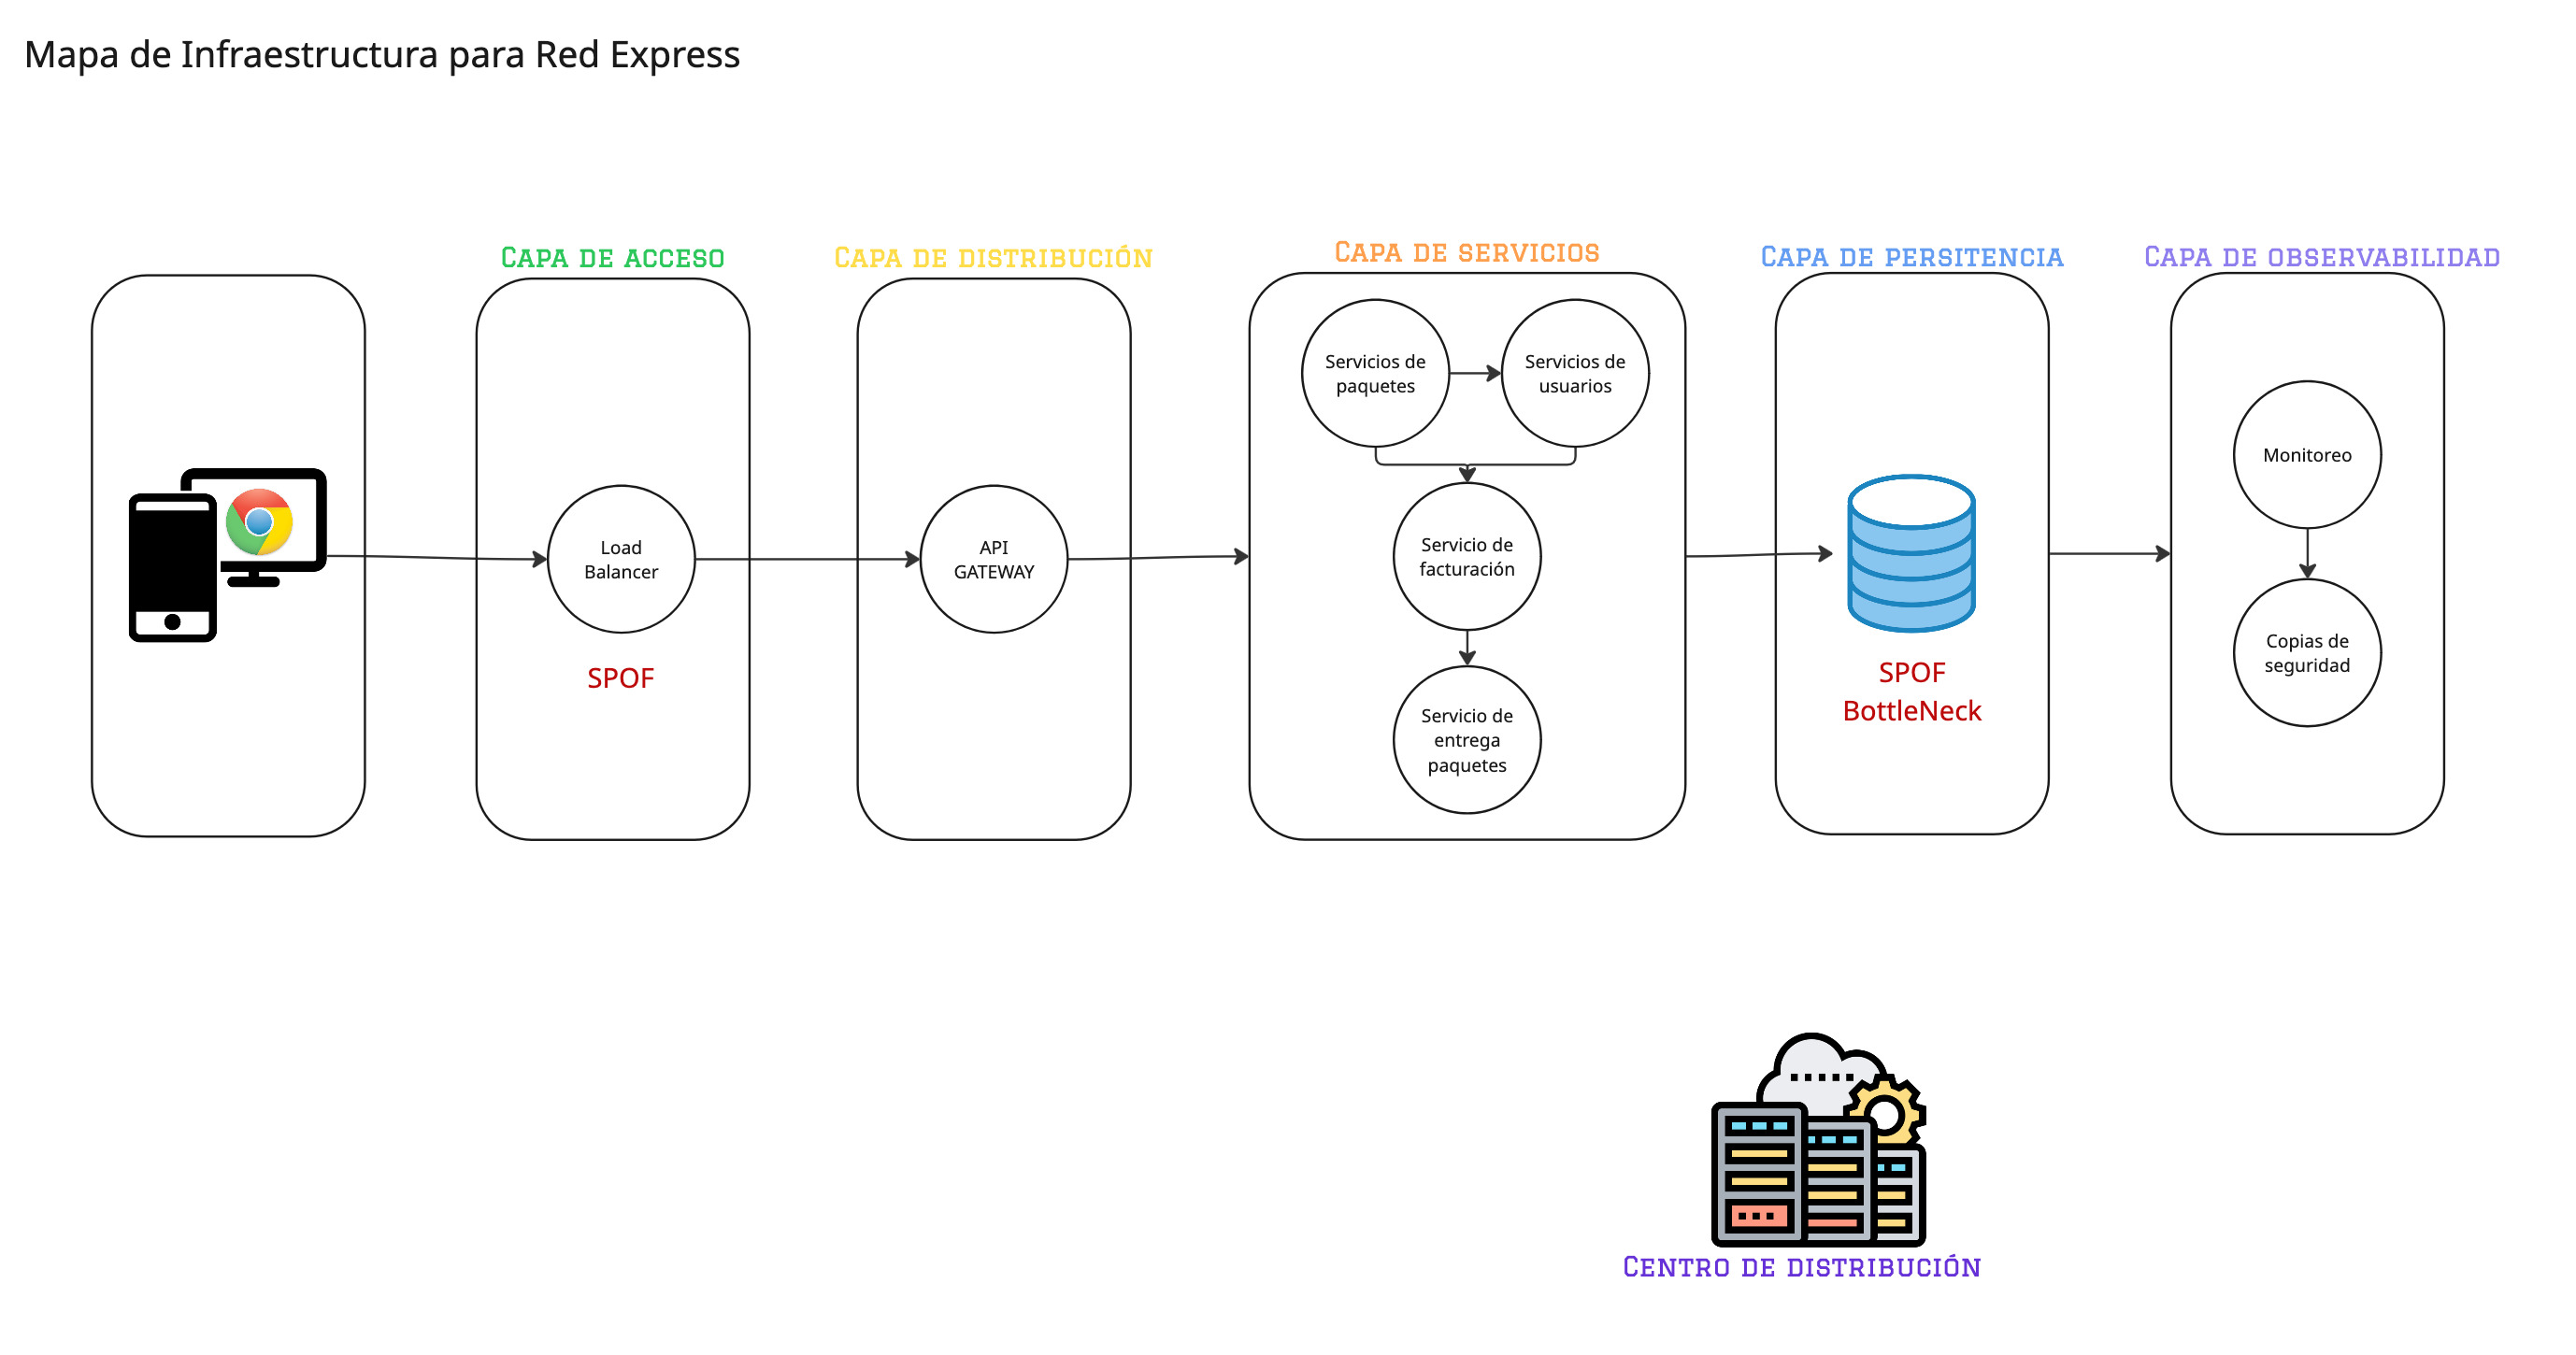 Mapa de Infraestructura para Red Express
Capa de acceso
Capa de distribución
Capa de servicios
Capa de persitencia
Capa de observabilidad
Servicios de
paquetes
Servicios de
usuarios
Monitoreo
Load
Balancer
API
GATEWAY
Servicio de
facturación
Copias de
seguridad
SPOF
SPOF
BottleNeck
Servicio de
entrega
paquetes
Centro de distribución